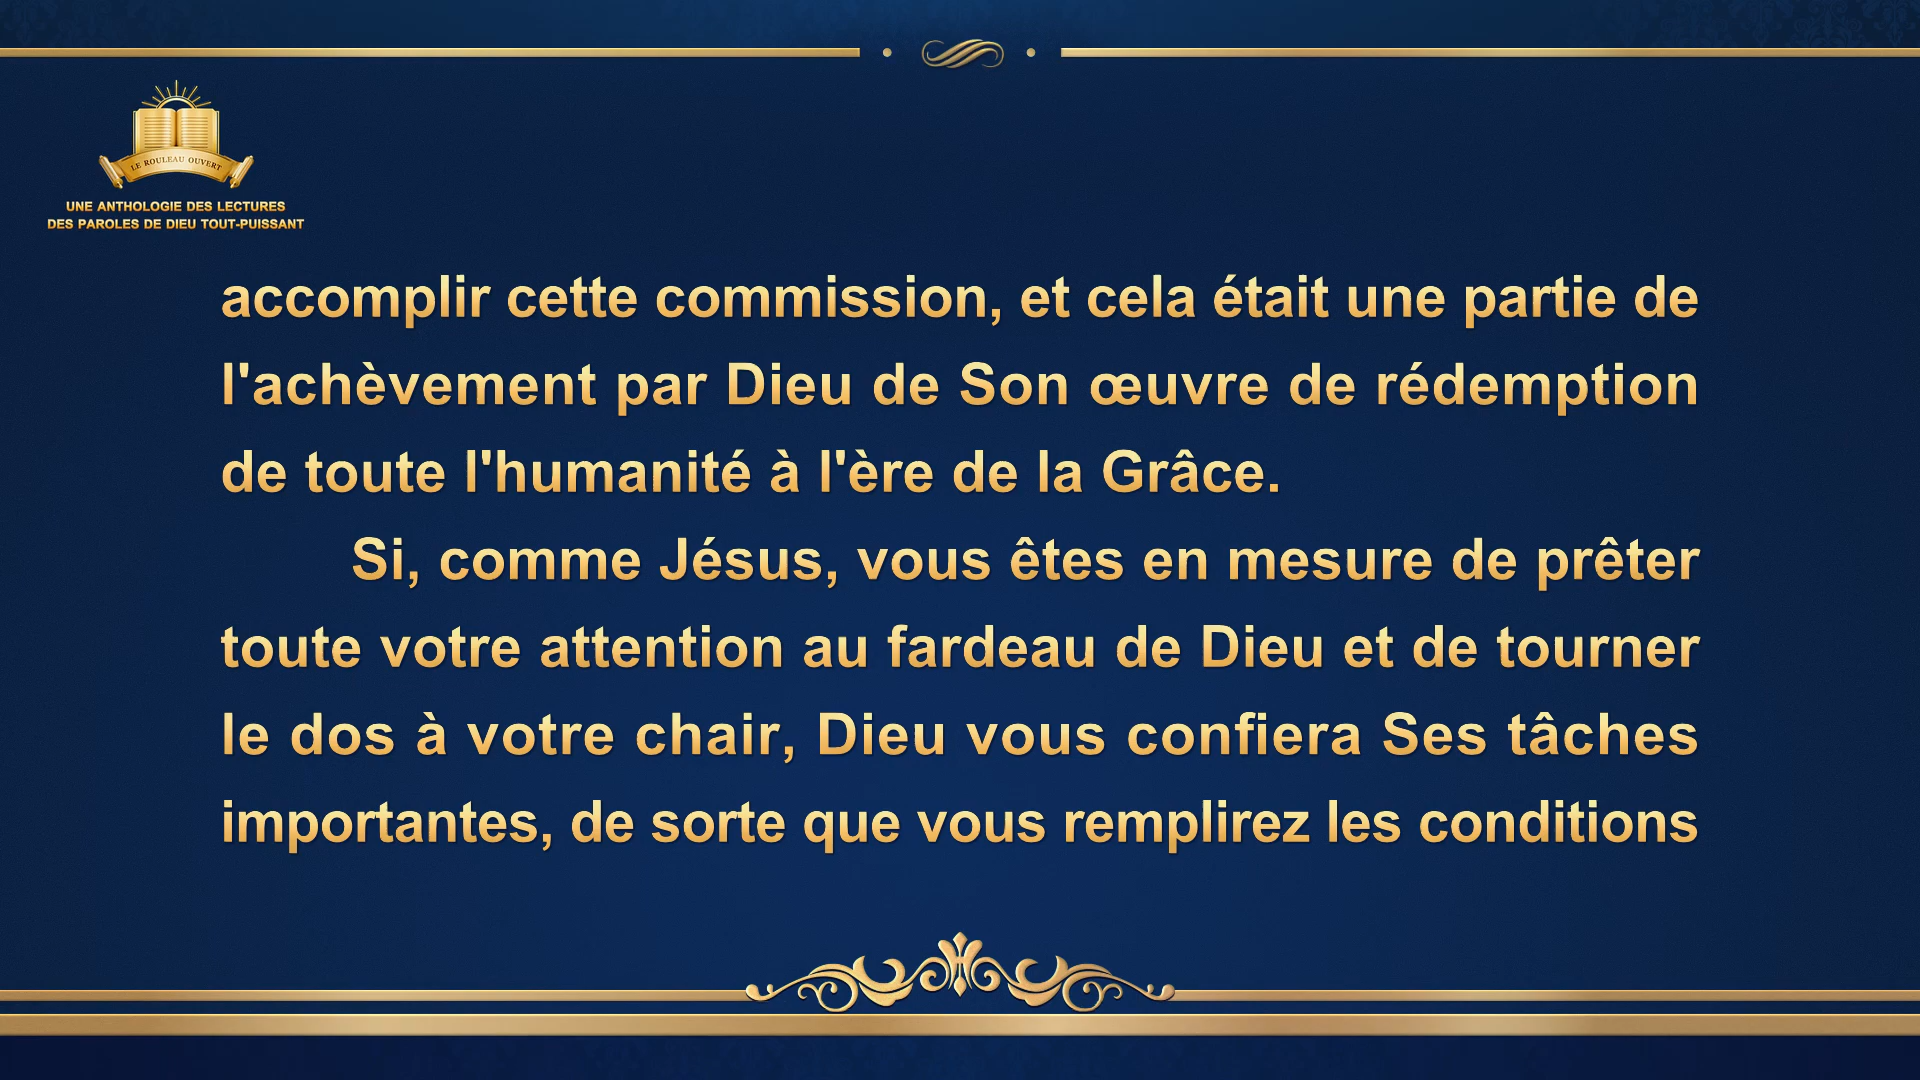 LE ROULEAU OUVERT
UNE ANTHOLOGIE DES LECTURES
DES PAROLES DE DIEU TOUT-PUISSANT
accomplir cette commission, et cela était une partie de
l'achèvement par Dieu de Son œuvre de rédemption
de toute l'humanité à l'ère de la Grâce.
Si, comme Jésus, vous êtes en mesure de prêter
toute votre attention au fardeau de Dieu et de tourner
le dos à votre chair, Dieu vous confiera Ses tâches
importantes, de sorte que vous remplirez les conditions